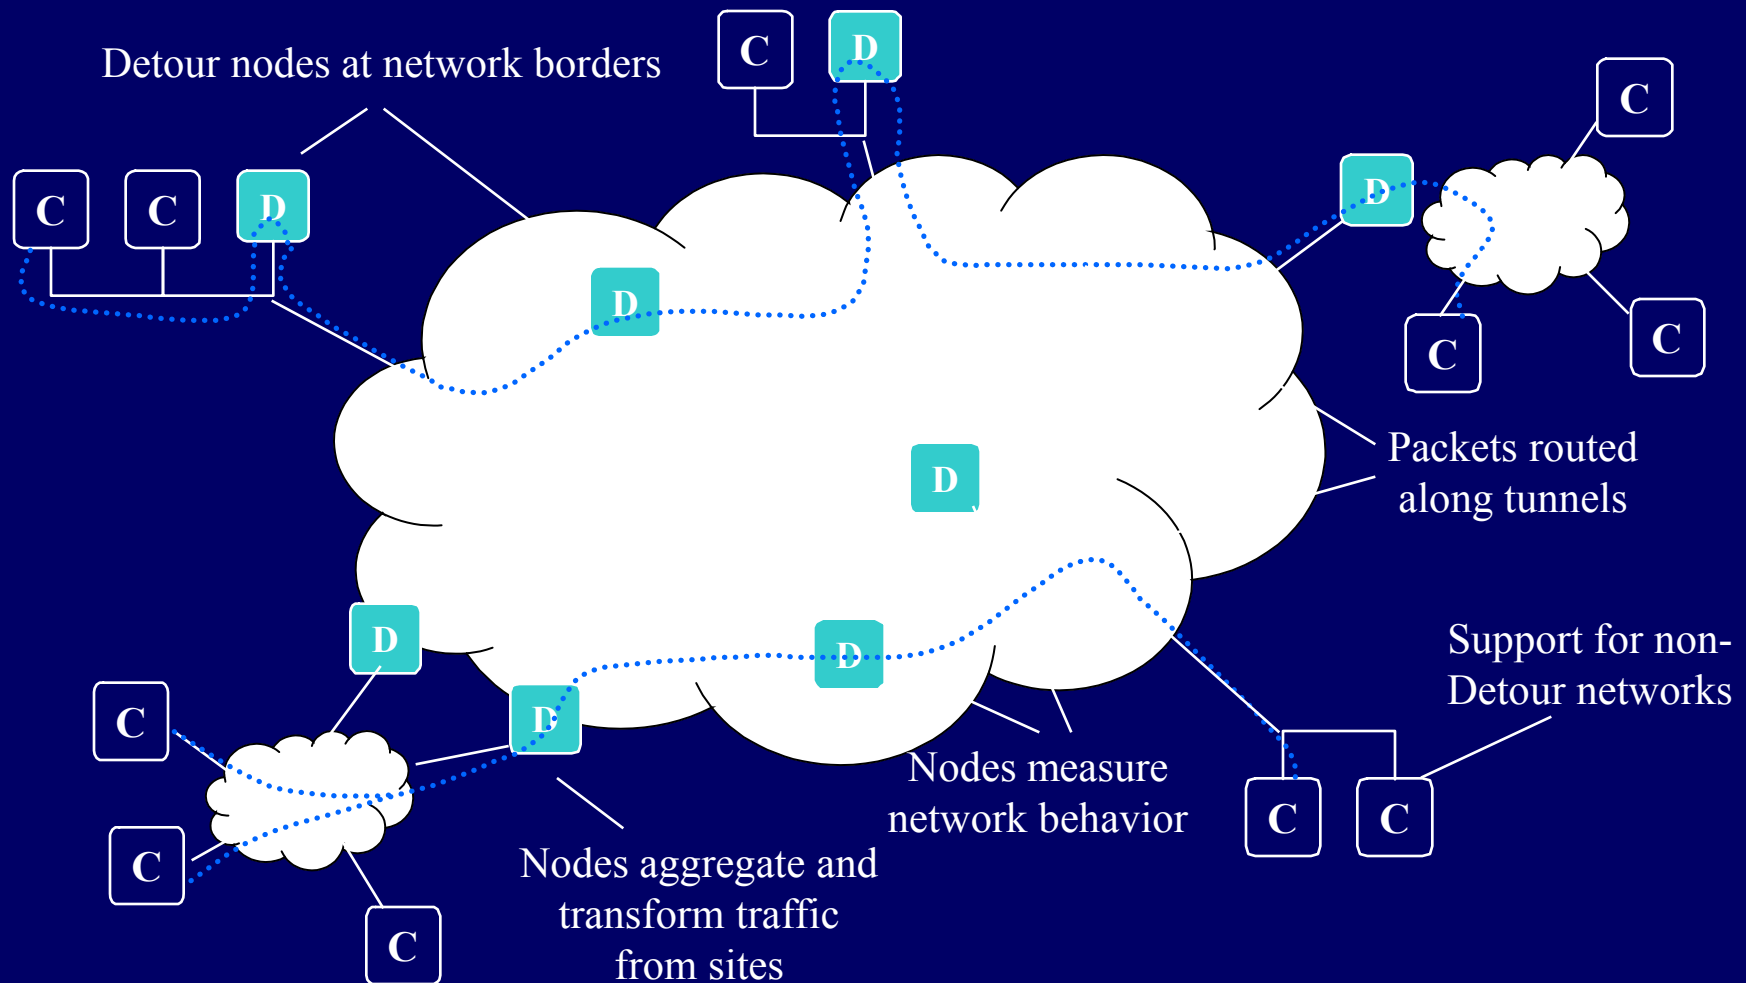 Detour nodes at network borders
C
D
C
C
C
D
D
D
C
C
Packets routed
along tunnels
D
D
D
D
Support for non-
Detour networks
C
C
C
Nodes measure
network behavior
C
C
Nodes aggregate and
transform traffic
from sites
C